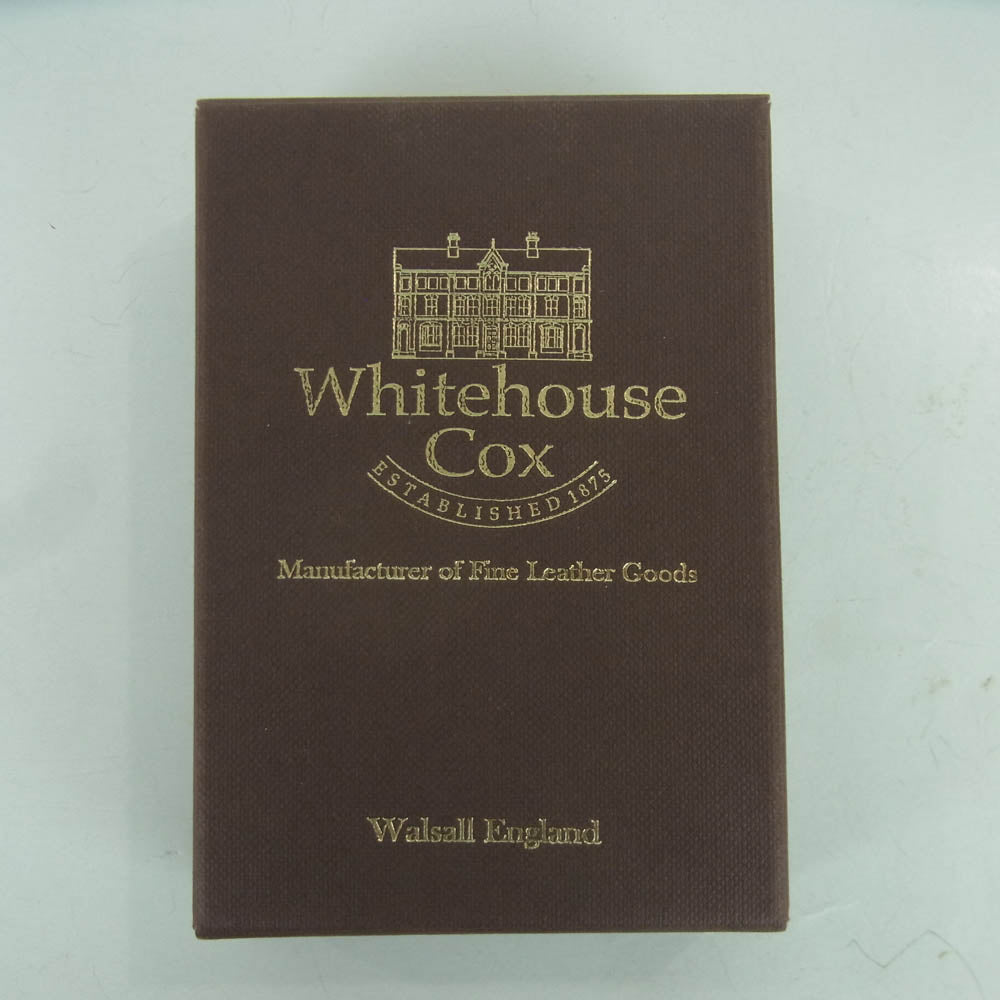 Whitehouse
Cox
ESTABLISHED 1875
Manufacturer of Fine Leather Goods
Walsall England